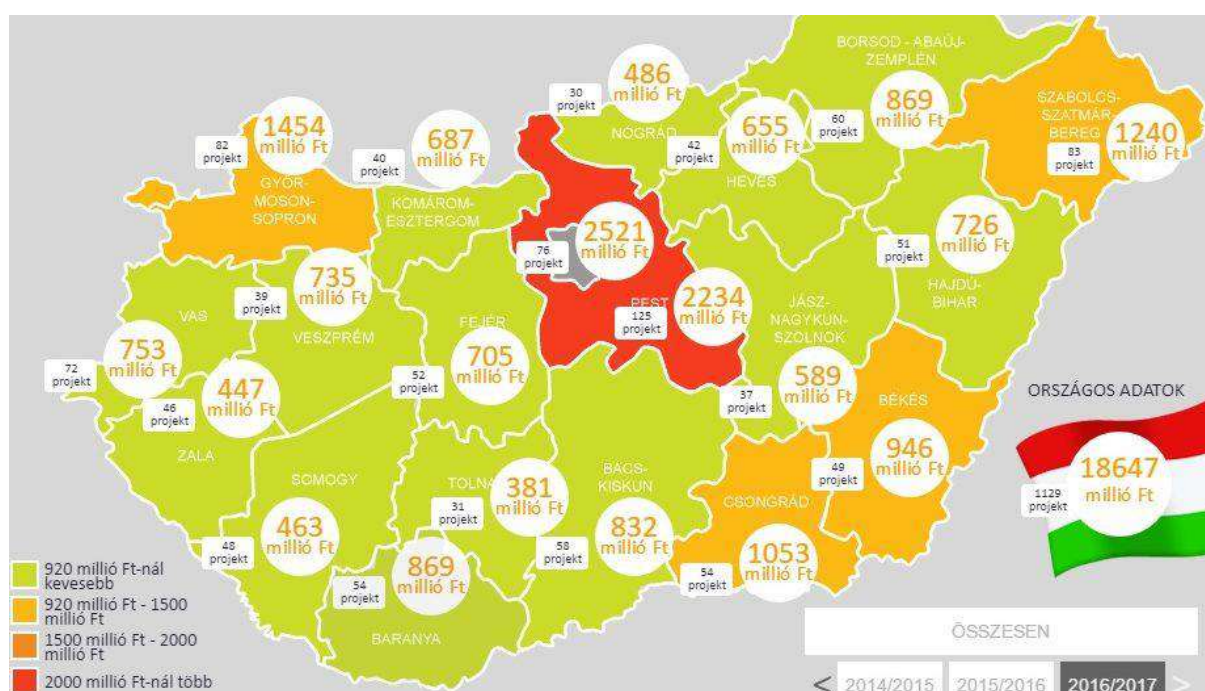 BORSOD - ABAÚJ-
ZEMPLÉN
869
millió Ft
60
projekt
486
millió Ft
30
projekt
NÓGRÁD
655
millió Ft
42
projekt
HEVES
SZABOLCS-
SZATMÁR-
BEREG
1240
millió Ft
83
projekt
1454
millió Ft
82
projekt
GYŐR-
MOSON-
SOPRON
687
millió Ft
40
projekt
KOMÁROM-
ESZTERGOM
2521
millió Ft
76
projekt
PEST
2234
millió Ft
125
projekt
726
millió Ft
51
projekt
HAJDÚ-
BIHAR
735
millió Ft
39
projekt
VESZPRÉM
VAS
753
millió Ft
72
projekt
FEJÉR
705
millió Ft
52
projekt
JÁSZ-
NAGYKUN-
SZOLNOK
589
millió Ft
37
projekt
447
millió Ft
46
projekt
ZALA
BÉKÉS
946
millió Ft
49
projekt
SOMOGY
463
millió Ft
48
projekt
TOLNA
381
millió Ft
31
projekt
BÁCS-
KISKUN
832
millió Ft
58
projekt
CSONGRÁD
1053
millió Ft
54
projekt
869
millió Ft
54
projekt
BARANYA
ORSZÁGOS ADATOK
18647
millió Ft
1129
projekt
920 millió Ft-nál
kevesebb
920 millió Ft - 1500
millió Ft
1500 millió Ft - 2000
millió Ft
2000 millió Ft-nál több
ÖSSZESEN
< 2014/2015 2015/2016 2016/2017 >